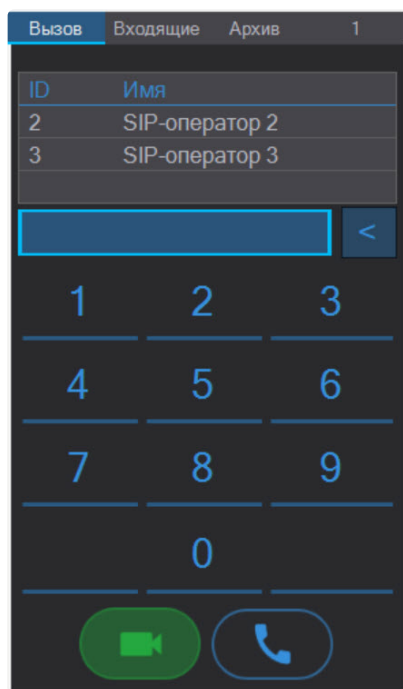 Вызов Входящие Архив 1
ID Имя
2 SIP-оператор 2
3 SIP-оператор 3
<
1 2 3
4 5 6
7 8 9
0